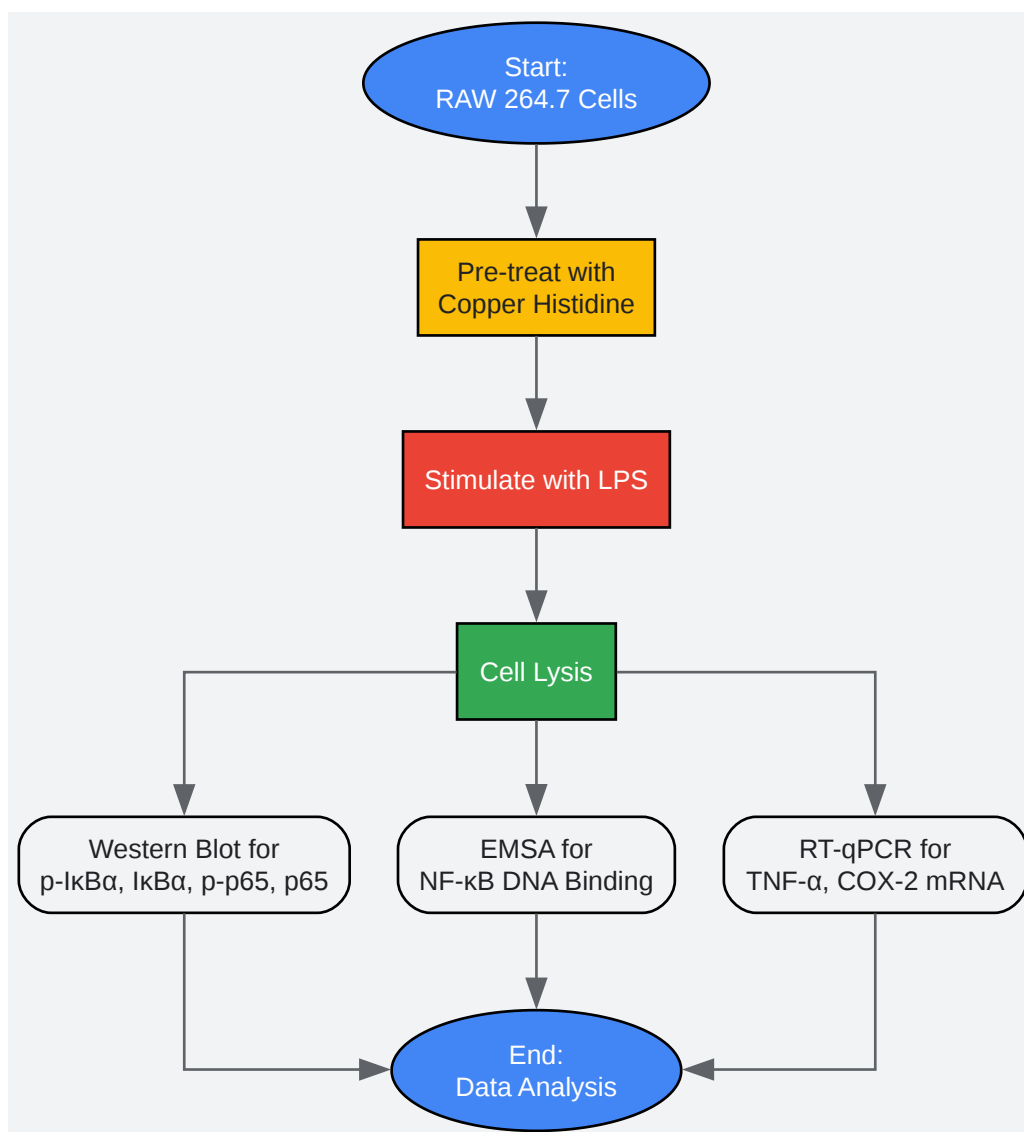 Start:
RAW 264.7 Cells
Pre-treat with
Copper Histidine
Stimulate with LPS
Cell Lysis
Western Blot for
p-IκBα, IκBα, p-p65, p65
EMSA for
NF-κB DNA Binding
RT-qPCR for
TNF-α, COX-2 mRNA
End:
Data Analysis